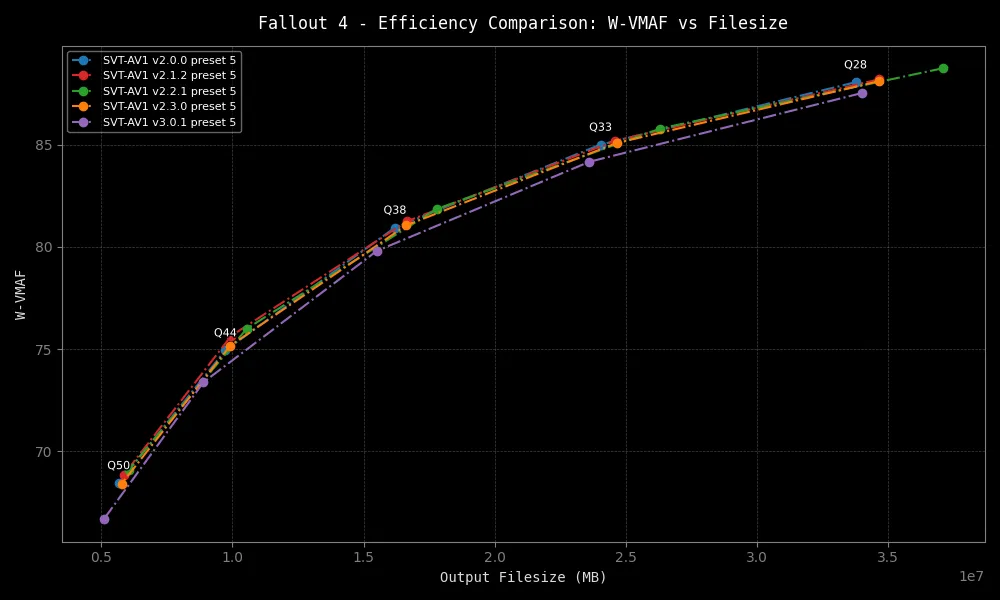 Fallout 4 - Efficiency Comparison: W-VMAF vs Filesize
SVT-AV1 v2.0.0 preset 5
SVT-AV1 v2.1.2 preset 5
SVT-AV1 v2.2.1 preset 5
SVT-AV1 v2.3.0 preset 5
SVT-AV1 v3.0.1 preset 5
Q28
Q33
Q38
Q44
Q50
85
80
75
70
W-VMAF
0.5 1.0 1.5 2.0 2.5 3.0 3.5
1e7
Output Filesize (MB)